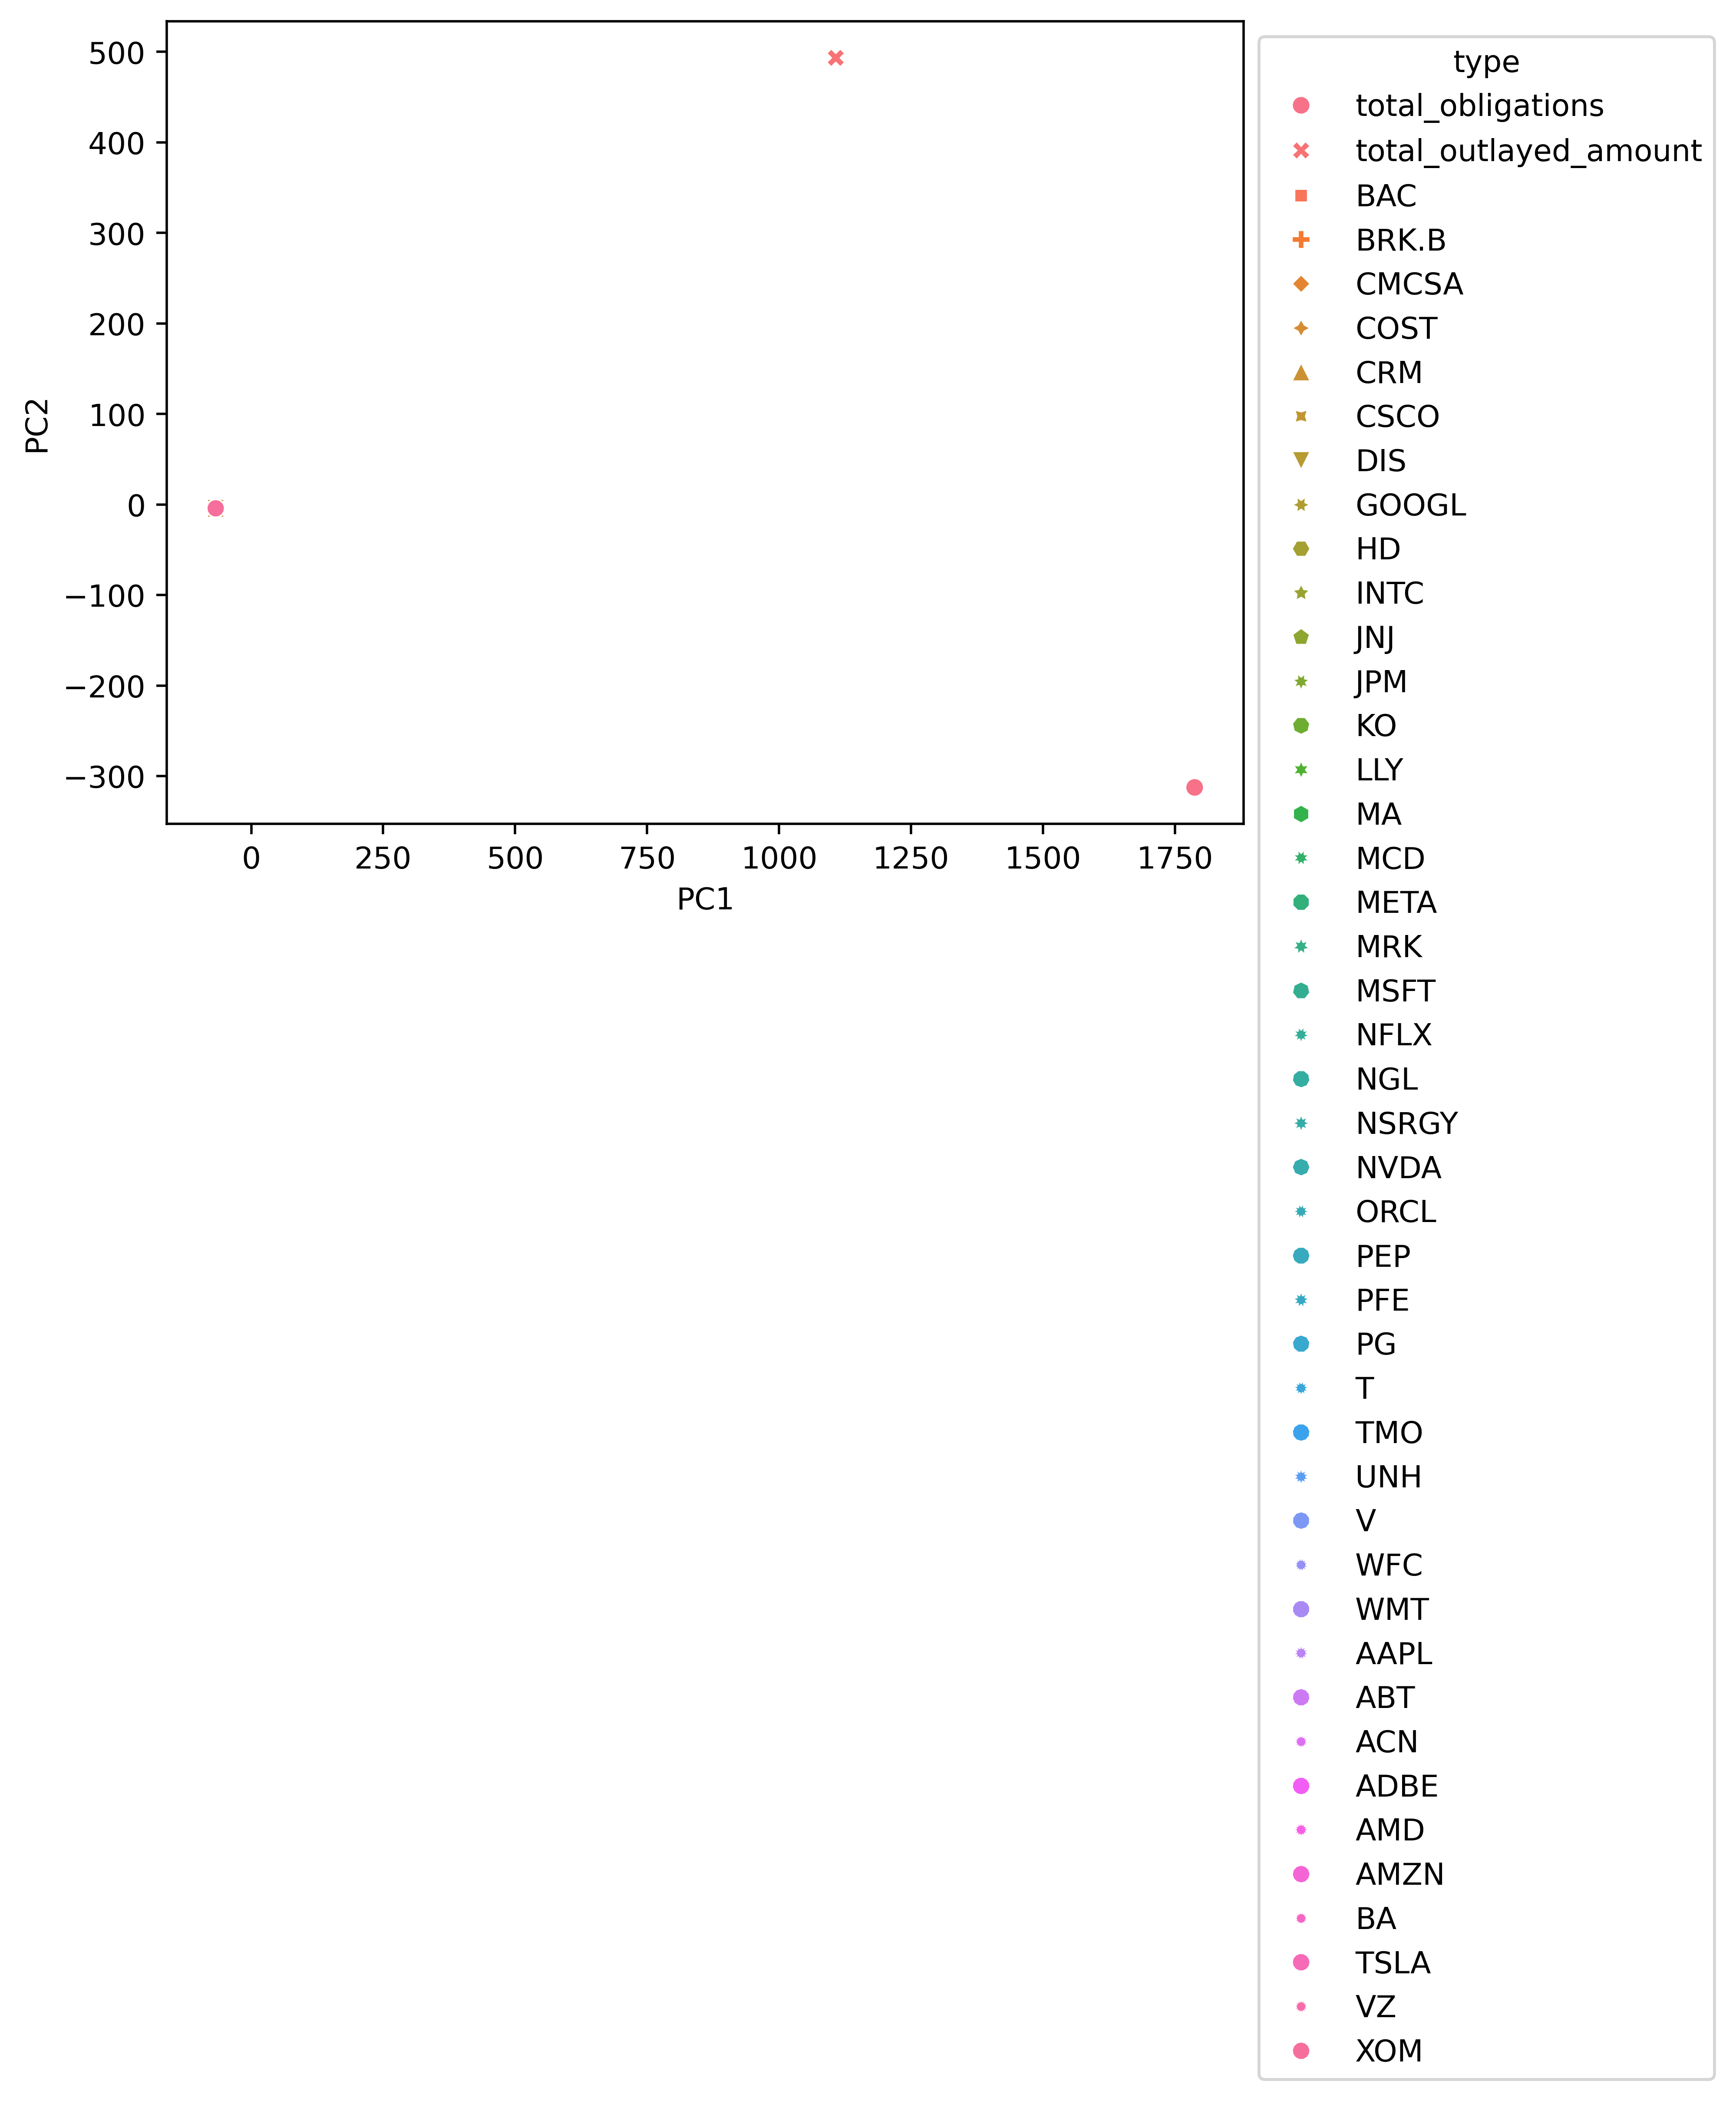 500
400
300
200
100
0
−100
−200
−300
PC2
0 250 500 750 1000 1250 1500 1750
PC1
type
total_obligations
total_outlayed_amount
BAC
BRK.B
CMCSA
COST
CRM
CSCO
DIS
GOOGL
HD
INTC
JNJ
JPM
KO
LLY
MA
MCD
META
MRK
MSFT
NFLX
NGL
NSRGY
NVDA
ORCL
PEP
PFE
PG
T
TMO
UNH
V
WFC
WMT
AAPL
ABT
ACN
ADBE
AMD
AMZN
BA
TSLA
VZ
XOM